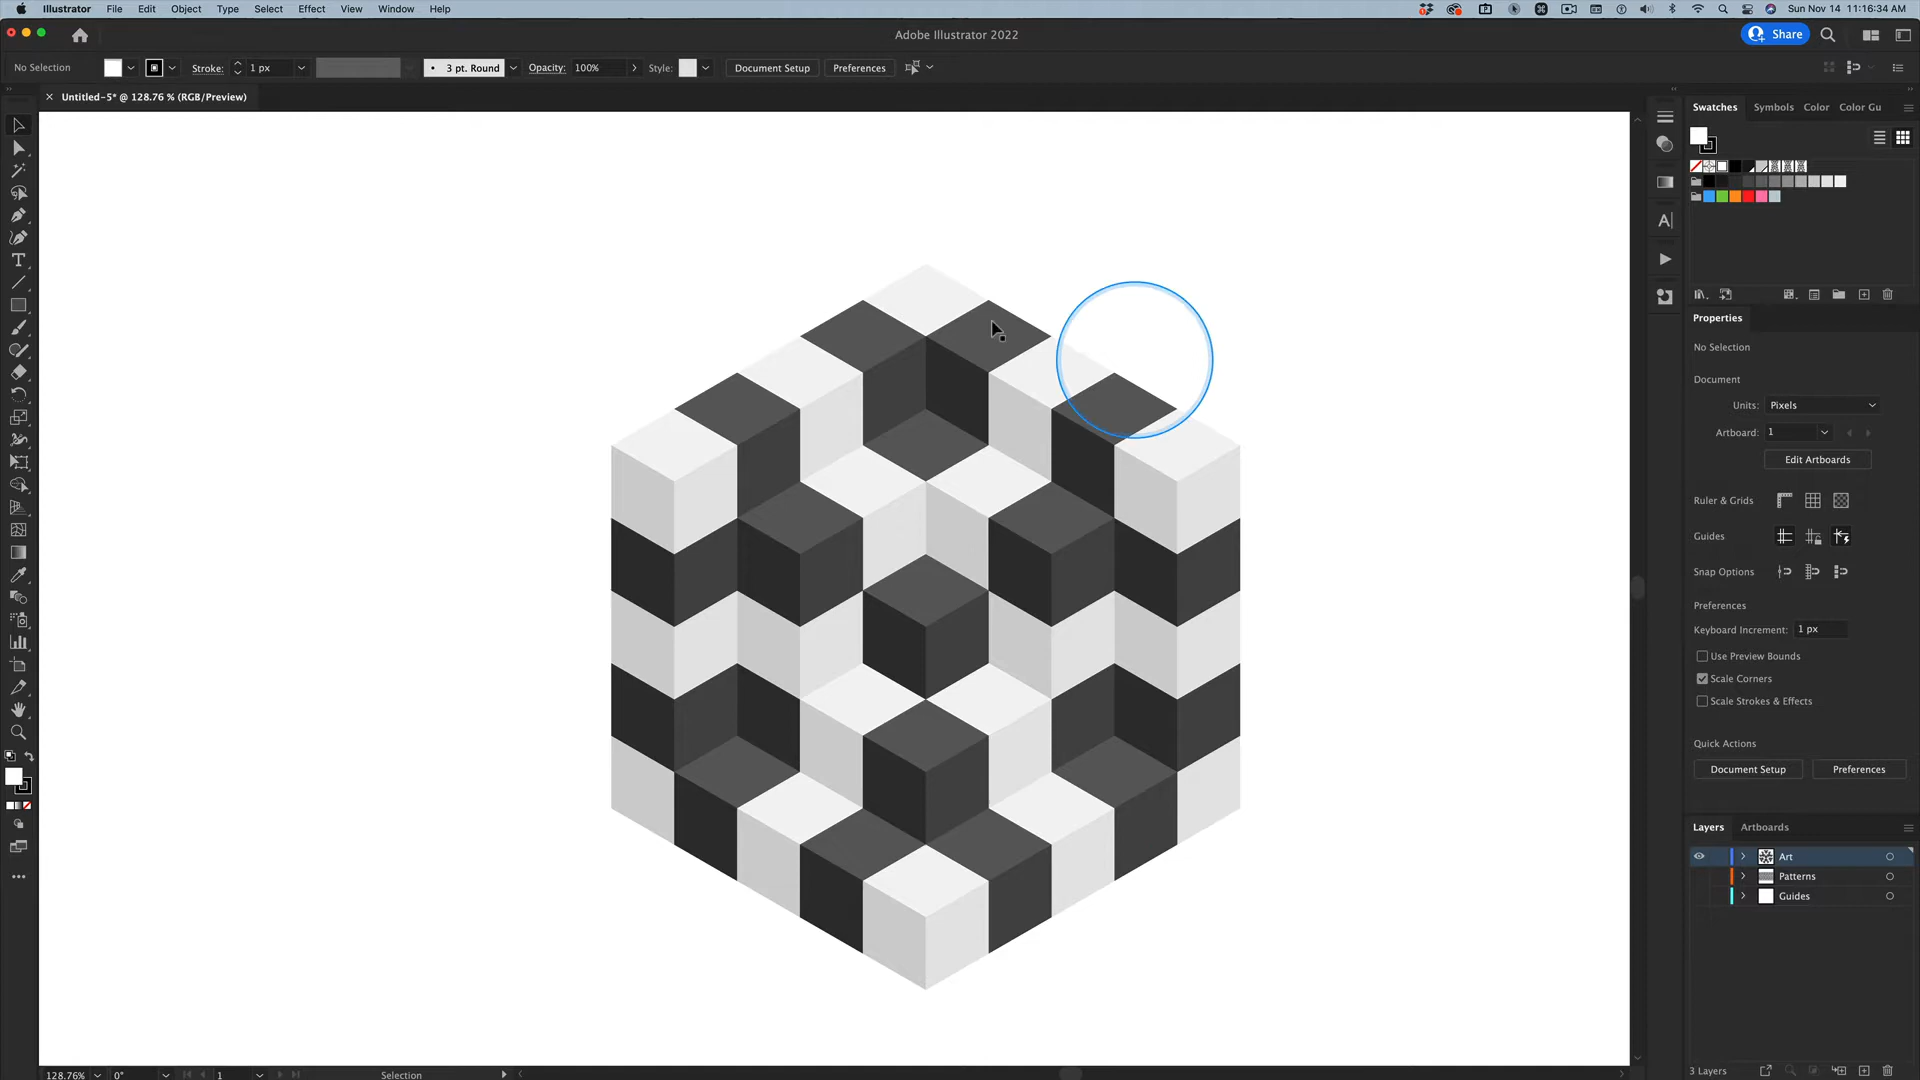 Illustrator File Edit Object Type Select Effect View Window Help
Sun Nov 14 11:16:34 AM
Adobe Illustrator 2022
Share
No Selection
Stroke:
1 px
3 pt. Round
Opacity:
100%
Style:
Document Setup
Preferences
Untitled-5* @ 128.76 % (RGB/Preview)
Swatches
Symbols
Color
Color Gu
Properties
No Selection
Document
Units:
Pixels
Artboard:
1
Edit Artboards
Ruler & Grids
Guides
Snap Options
Preferences
Keyboard Increment:
1 px
Use Preview Bounds
Scale Corners
Scale Strokes & Effects
Quick Actions
Document Setup
Preferences
Layers
Artboards
Art
Patterns
Guides
3 Layers
128.76%
0°
1
Selection